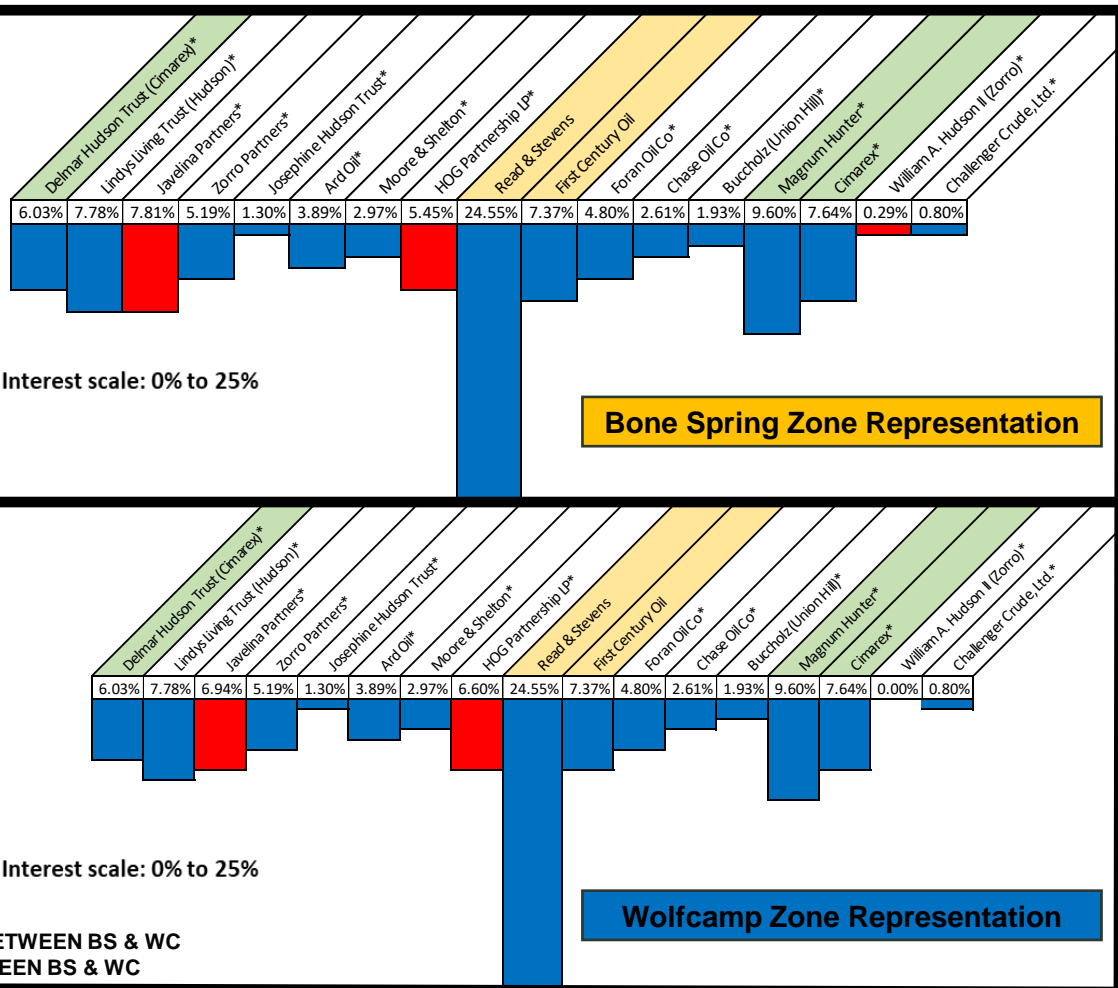 Delmar Hudson Trust (Cimarex)*
Lindys Living Trust (Hudson)*
Javelina Partners*
Zorro Partners*
Josephine Hudson Trust*
Ard Oil*
Moore & Shelton*
HOG Partnership LP*
Read & Stevens
First Century Oil
Foran Oil Co*
Chase Oil Co*
Buccholz (Union Hill)*
Magnum Hunter*
Cimarex*
William A. Hudson II (Zorro)*
Challenger Crude, Ltd.*
6.03% 7.78% 7.81% 5.19% 1.30% 3.89% 2.97% 5.45% 24.55% 7.37% 4.80% 2.61% 1.93% 9.60% 7.64% 0.29% 0.80%
Interest scale: 0% to 25%
Bone Spring Zone Representation
Delmar Hudson Trust (Cimarex)*
Lindys Living Trust (Hudson)*
Javelina Partners*
Zorro Partners*
Josephine Hudson Trust*
Ard Oil*
Moore & Shelton*
HOG Partnership LP*
Read & Stevens
First Century Oil
Foran Oil Co*
Chase Oil Co*
Buccholz (Union Hill)*
Magnum Hunter*
Cimarex*
William A. Hudson II (Zorro)*
Challenger Crude, Ltd.*
6.03% 7.78% 6.94% 5.19% 1.30% 3.89% 2.97% 6.60% 24.55% 7.37% 4.80% 2.61% 1.93% 9.60% 7.64% 0.00% 0.80%
Interest scale: 0% to 25%
Wolfcamp Zone Representation
ETWEEN BS & WC
EEN BS & WC